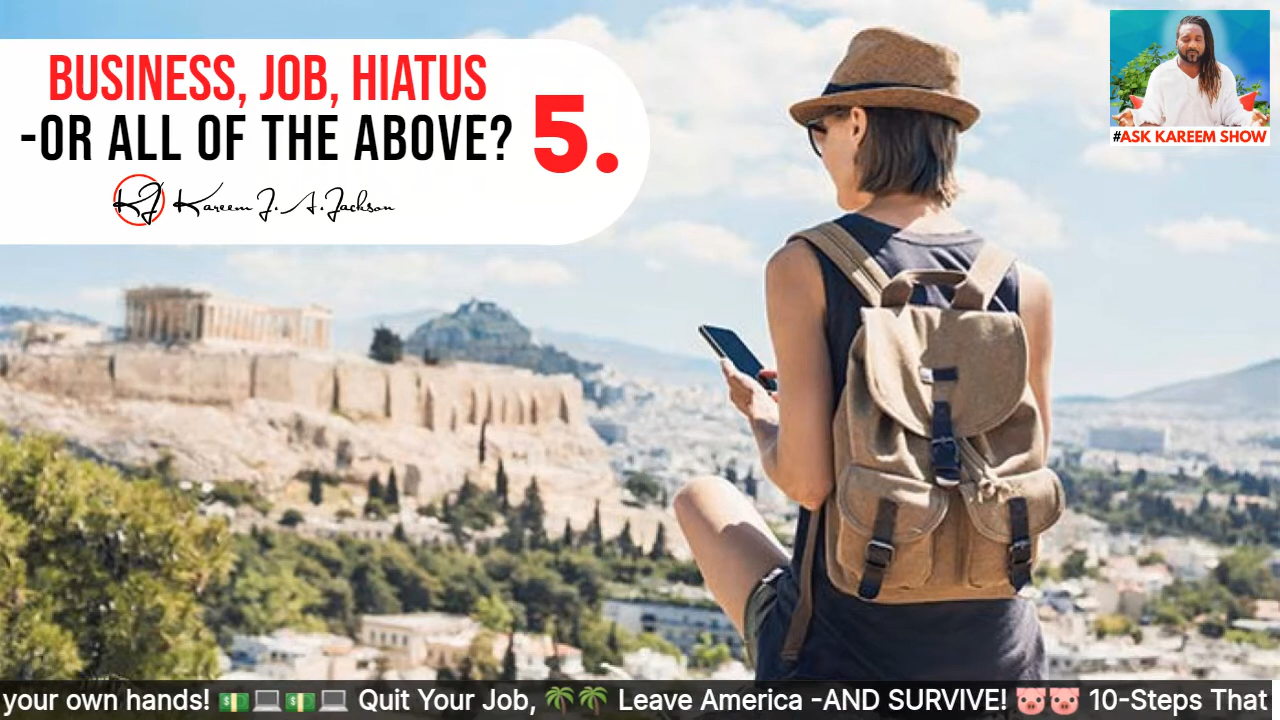 BUSINESS, JOB, HIATUS
-OR ALL OF THE ABOVE?
5.
KJ Kareem J. A. Jackson
#ASK KAREEM SHOW
your own hands! 💵💻💵💻 Quit Your Job, 🌴🌴 Leave America -AND SURVIVE! 🐷🐷 10-Steps That